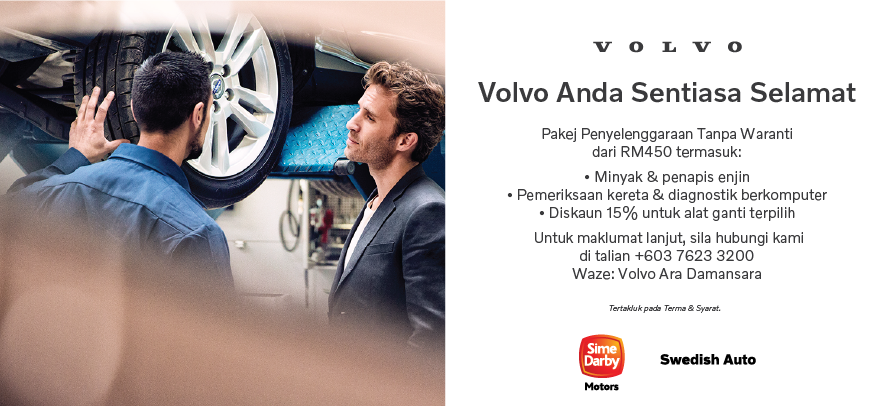 VOLVO
Volvo Anda Sentiasa Selamat
Pakej Penyelenggaraan Tanpa Waranti
dari RM450 termasuk:
• Minyak & penapis enjin
• Pemeriksaan kereta & diagnostik berkomputer
• Diskaun 15% untuk alat ganti terpilih
Untuk maklumat lanjut, sila hubungi kami
di talian +603 7623 3200
Waze: Volvo Ara Damansara
Tertakluk pada Terma & Syarat.
Sime
Darby
Motors
Swedish Auto